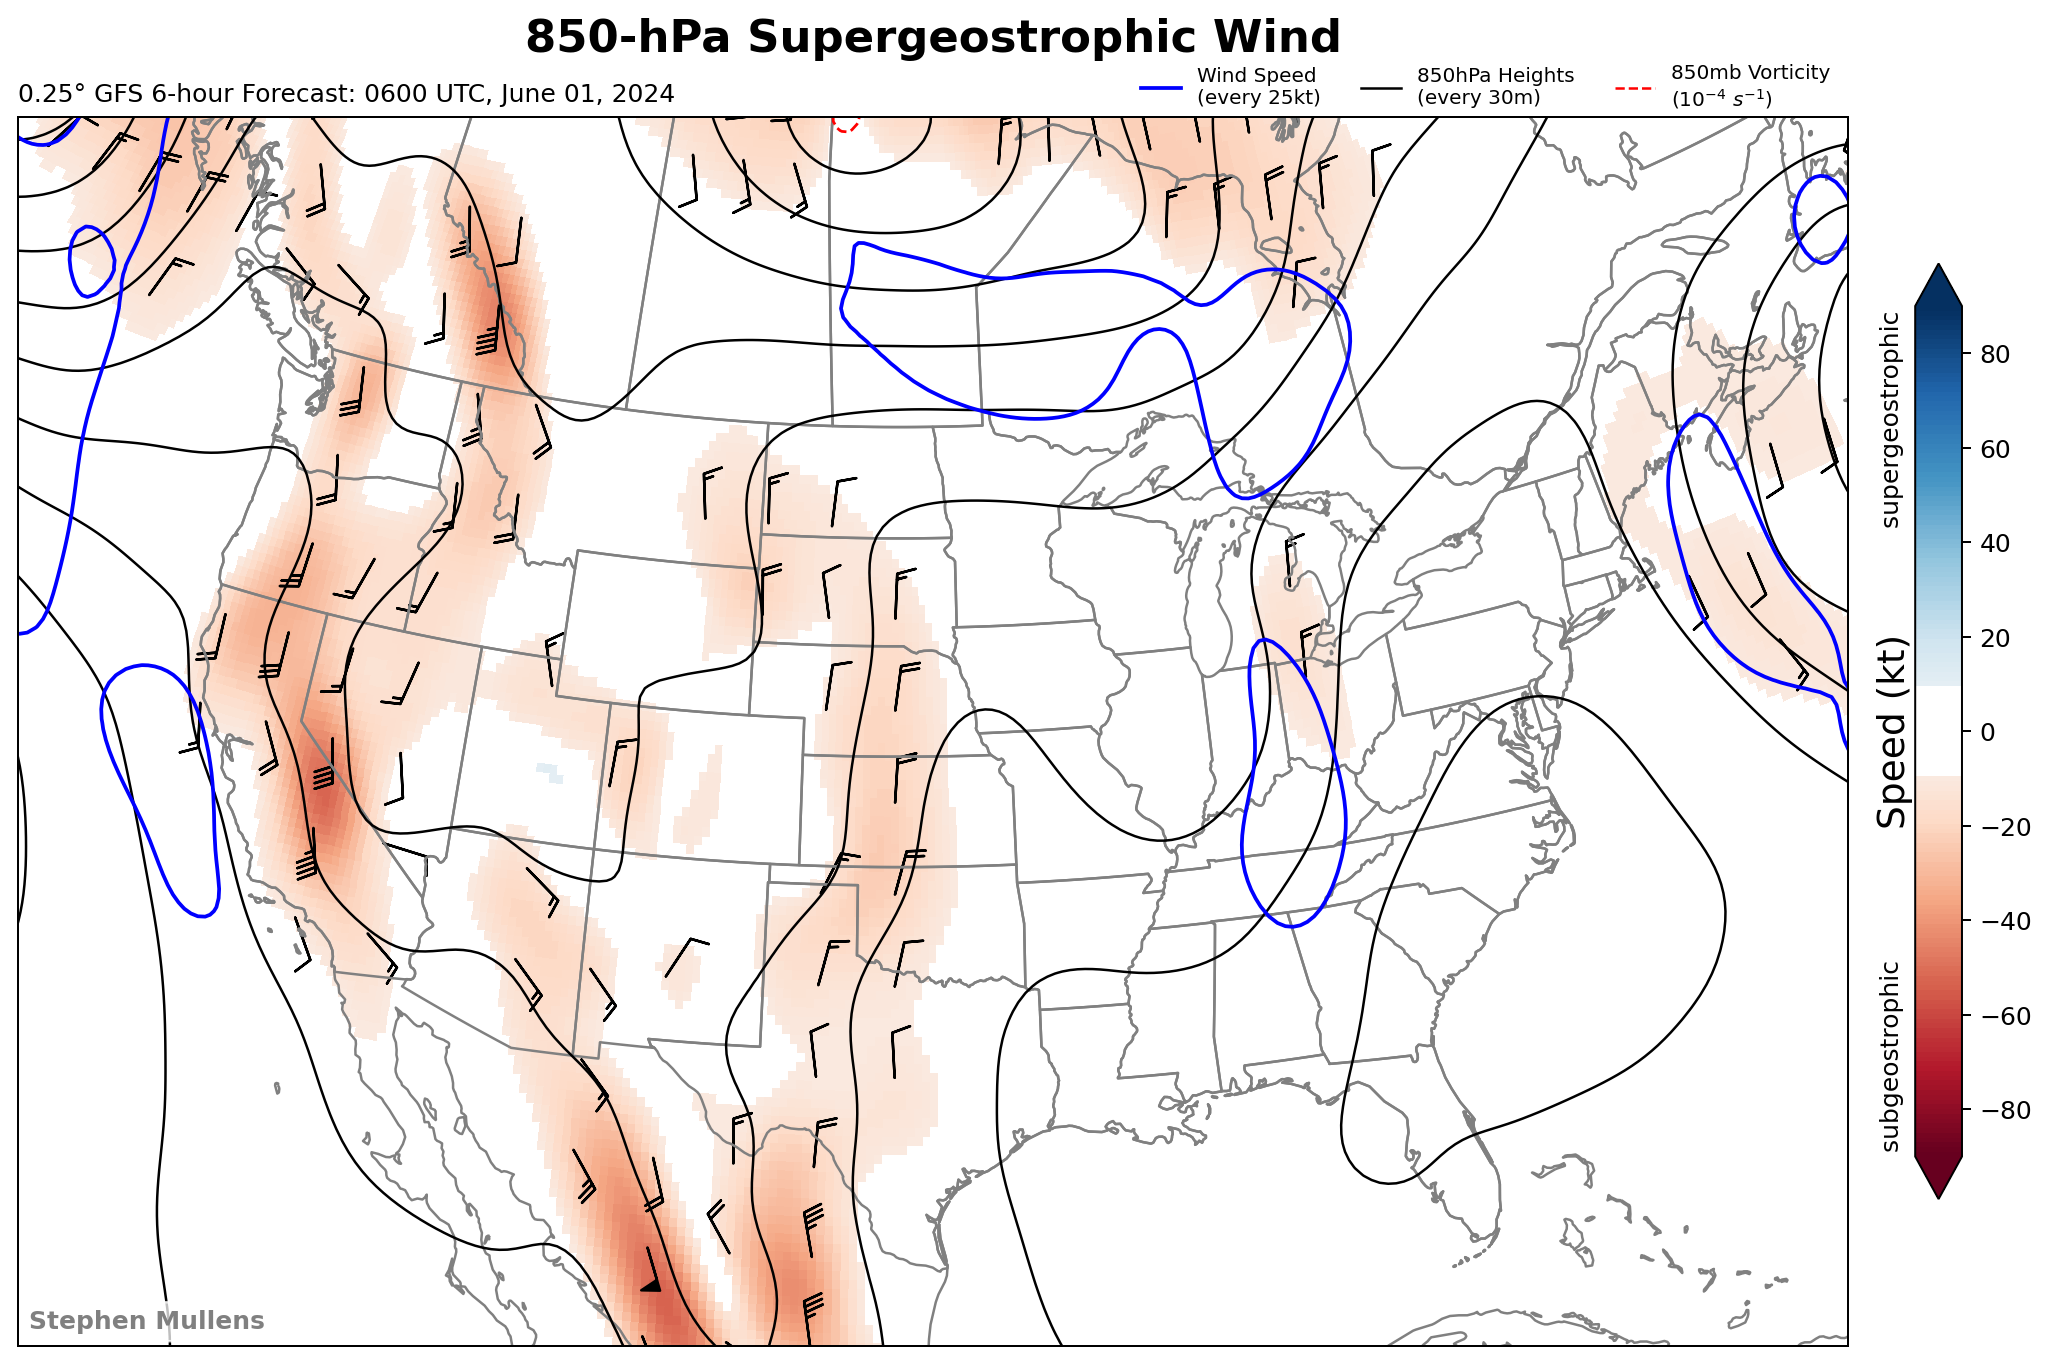 850-hPa Supergeostrophic Wind
0.25° GFS 6-hour Forecast: 0600 UTC, June 01, 2024
Wind Speed
(every 25kt)
850hPa Heights
(every 30m)
850mb Vorticity
(10⁻⁴ s⁻¹)
supergeostrophic
Speed (kt)
subgeostrophic
80
60
40
20
0
−20
−40
−60
−80
Stephen Mullens